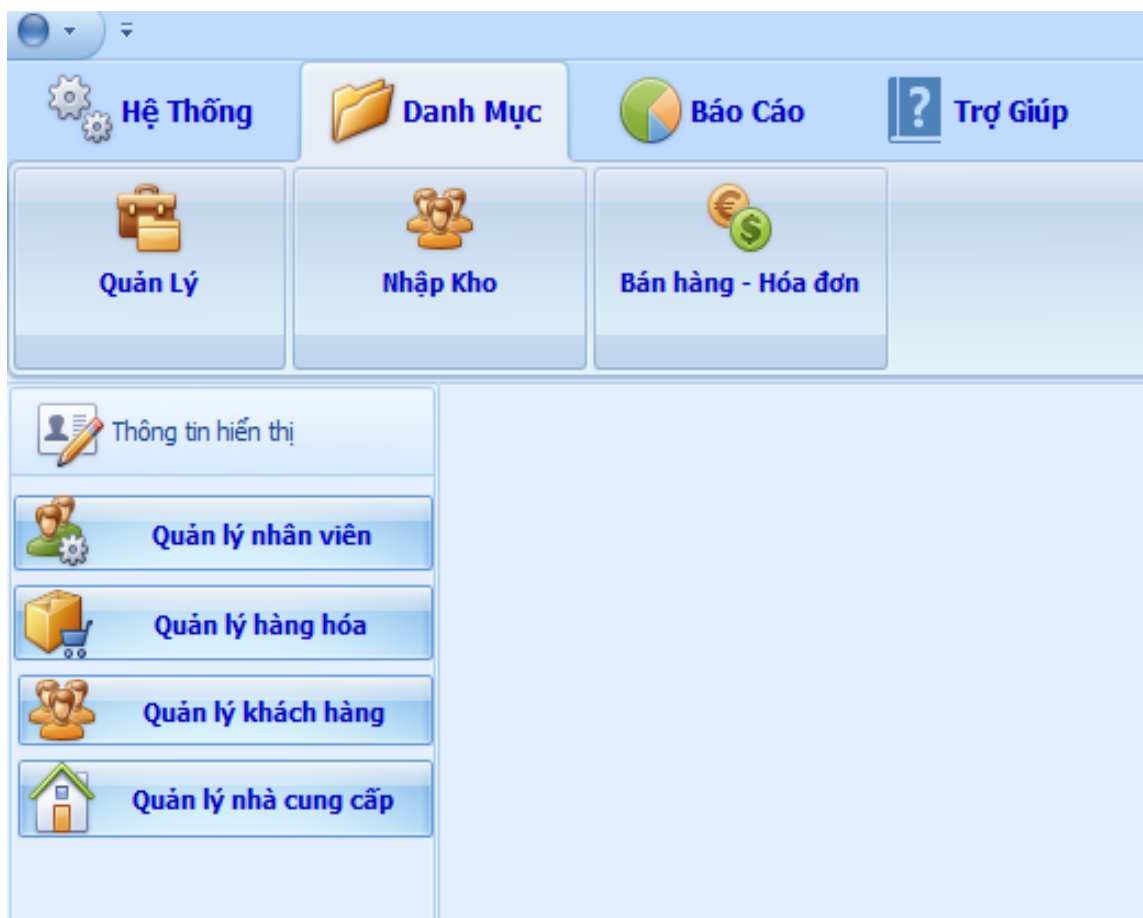 Hệ Thống
Danh Mục
Báo Cáo
Trợ Giúp
Quản Lý
Nhập Kho
Bán hàng - Hóa đơn
Thông tin hiển thị
Quản lý nhân viên
Quản lý hàng hóa
Quản lý khách hàng
Quản lý nhà cung cấp